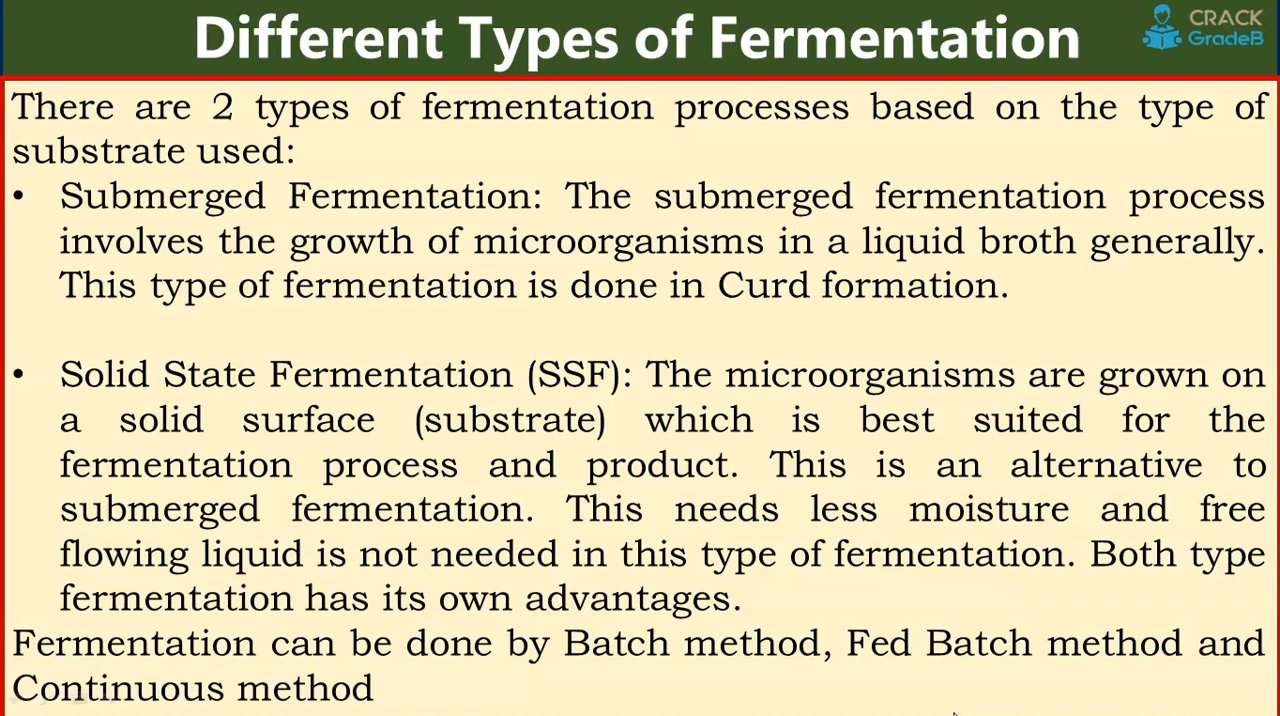 Different Types of Fermentation
CRACK
GradeB
There are 2 types of fermentation processes based on the type of
substrate used:
• Submerged Fermentation: The submerged fermentation process
involves the growth of microorganisms in a liquid broth generally.
This type of fermentation is done in Curd formation.
• Solid State Fermentation (SSF): The microorganisms are grown on
a solid surface (substrate) which is best suited for the
fermentation process and product. This is an alternative to
submerged fermentation. This needs less moisture and free
flowing liquid is not needed in this type of fermentation. Both type
fermentation has its own advantages.
Fermentation can be done by Batch method, Fed Batch method and
Continuous method